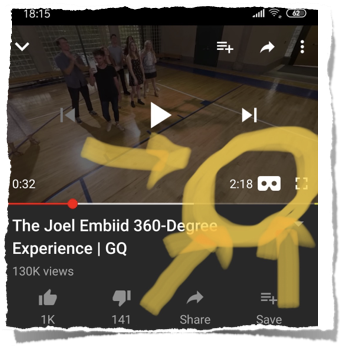 18:15
62
0:32
2:18
The Joel Embiid 360-Degree
Experience | GQ
130K views
1K
141
Share
Save